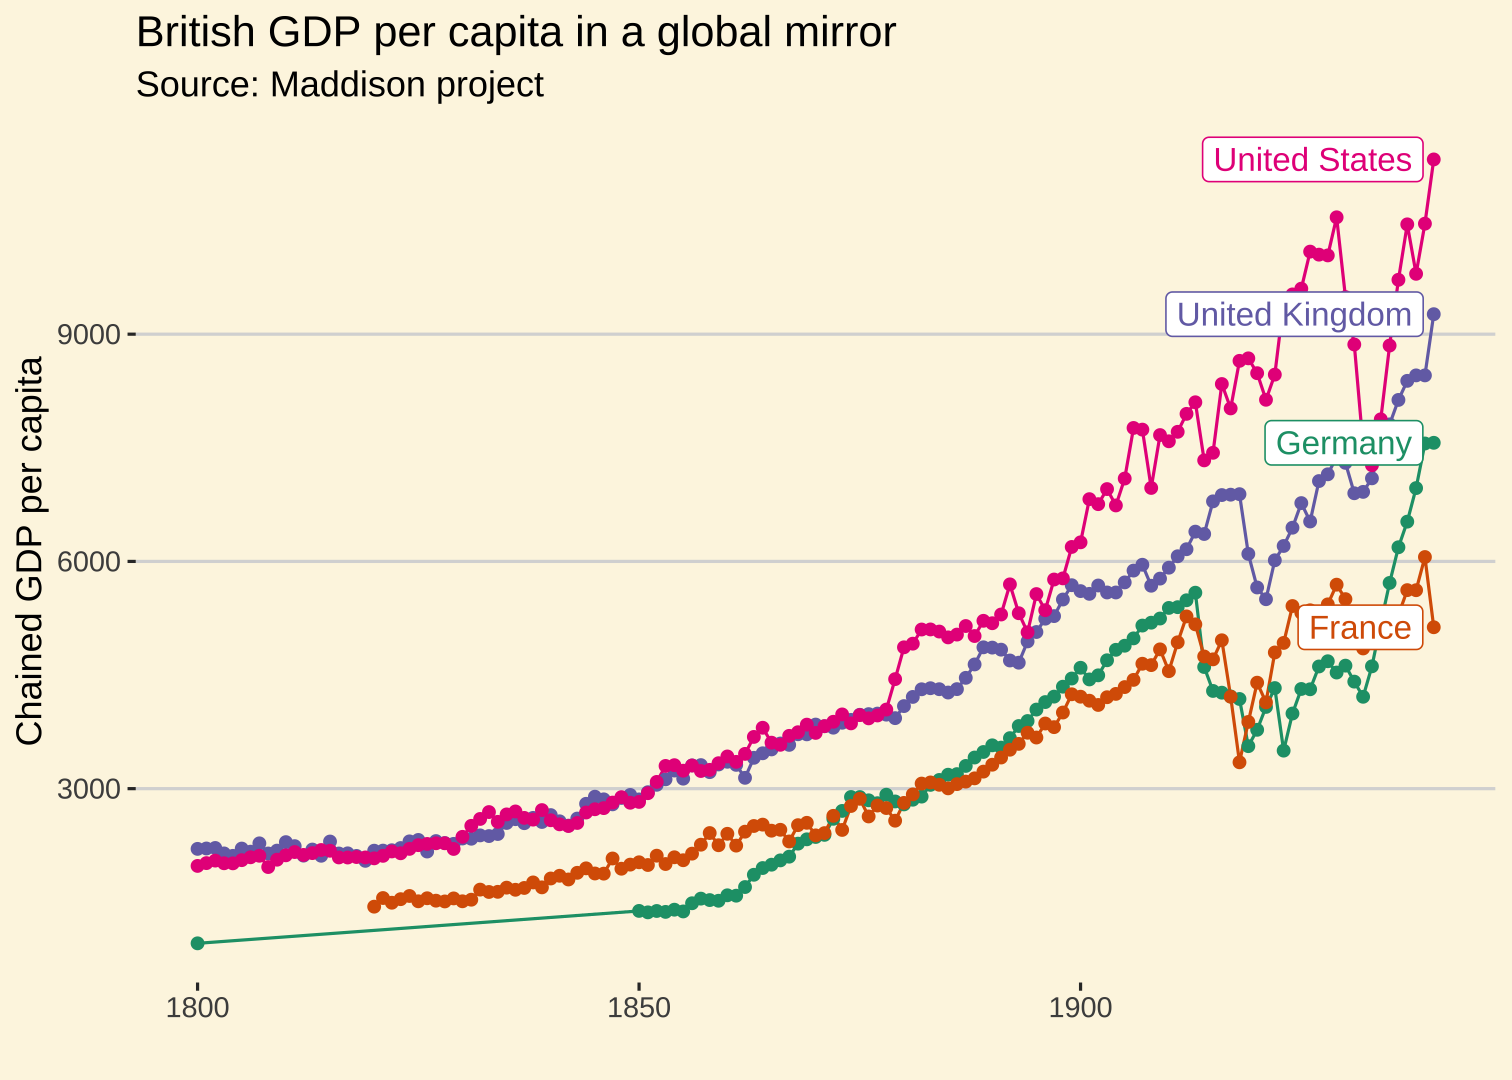 British GDP per capita in a global mirror
Source: Maddison project
United States
United Kingdom
9000
Germany
6000
France
3000
Chained GDP per capita
1800 1850 1900